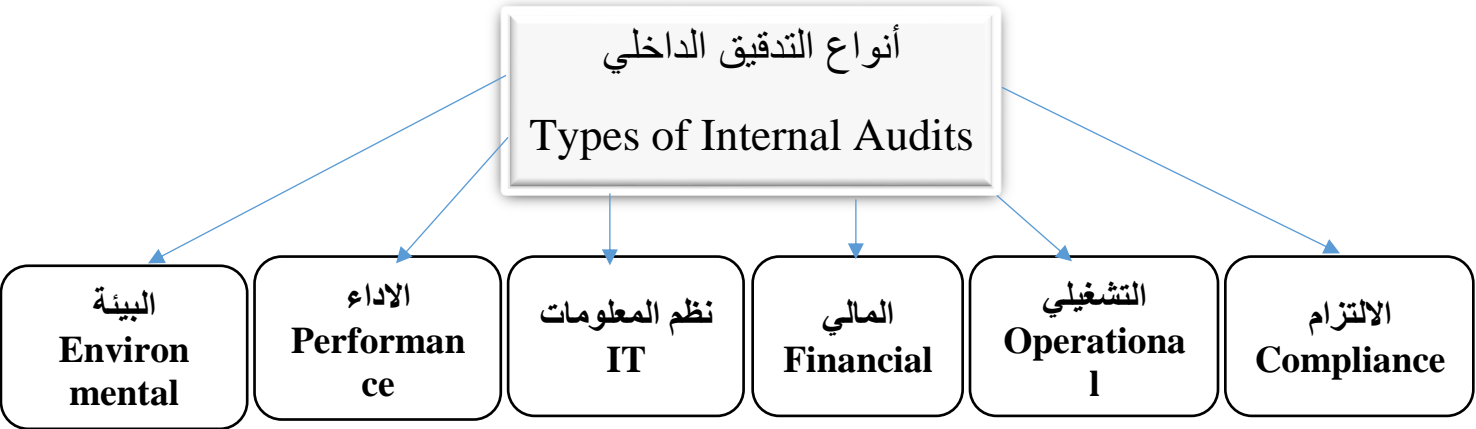 أنواع التدقيق الداخلي
Types of Internal Audits
البيئة
Environ
mental
الاداء
Performan
ce
نظم المعلومات
IT
المالي
Financial
التشغيلي
Operationa
l
الالتزام
Compliance